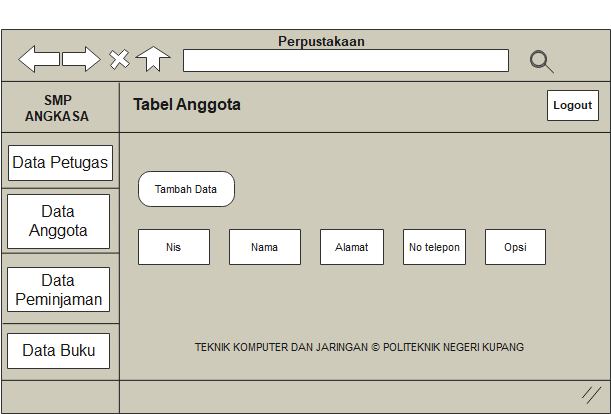 Perpustakaan
SMP
ANGKASA
Tabel Anggota
Logout
Data Petugas
Data
Anggota
Data
Peminjaman
Data Buku
Tambah Data
Nis
Nama
Alamat
No telepon
Opsi
TEKNIK KOMPUTER DAN JARINGAN © POLITEKNIK NEGERI KUPANG